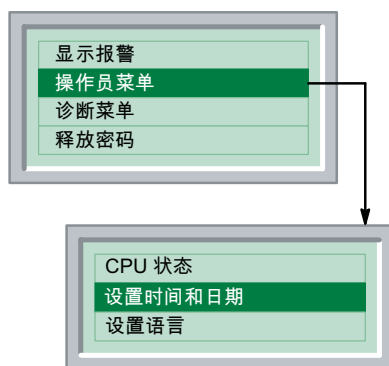 显示报警
操作员菜单
诊断菜单
释放密码
CPU 状态
设置时间和日期
设置语言